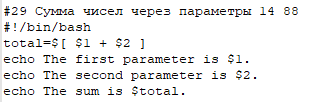 #29 Сумма чисел через параметры 14 88
#!/bin/bash
total=$[ $1 + $2 ]
echo The first parameter is $1.
echo The second parameter is $2.
echo The sum is $total.